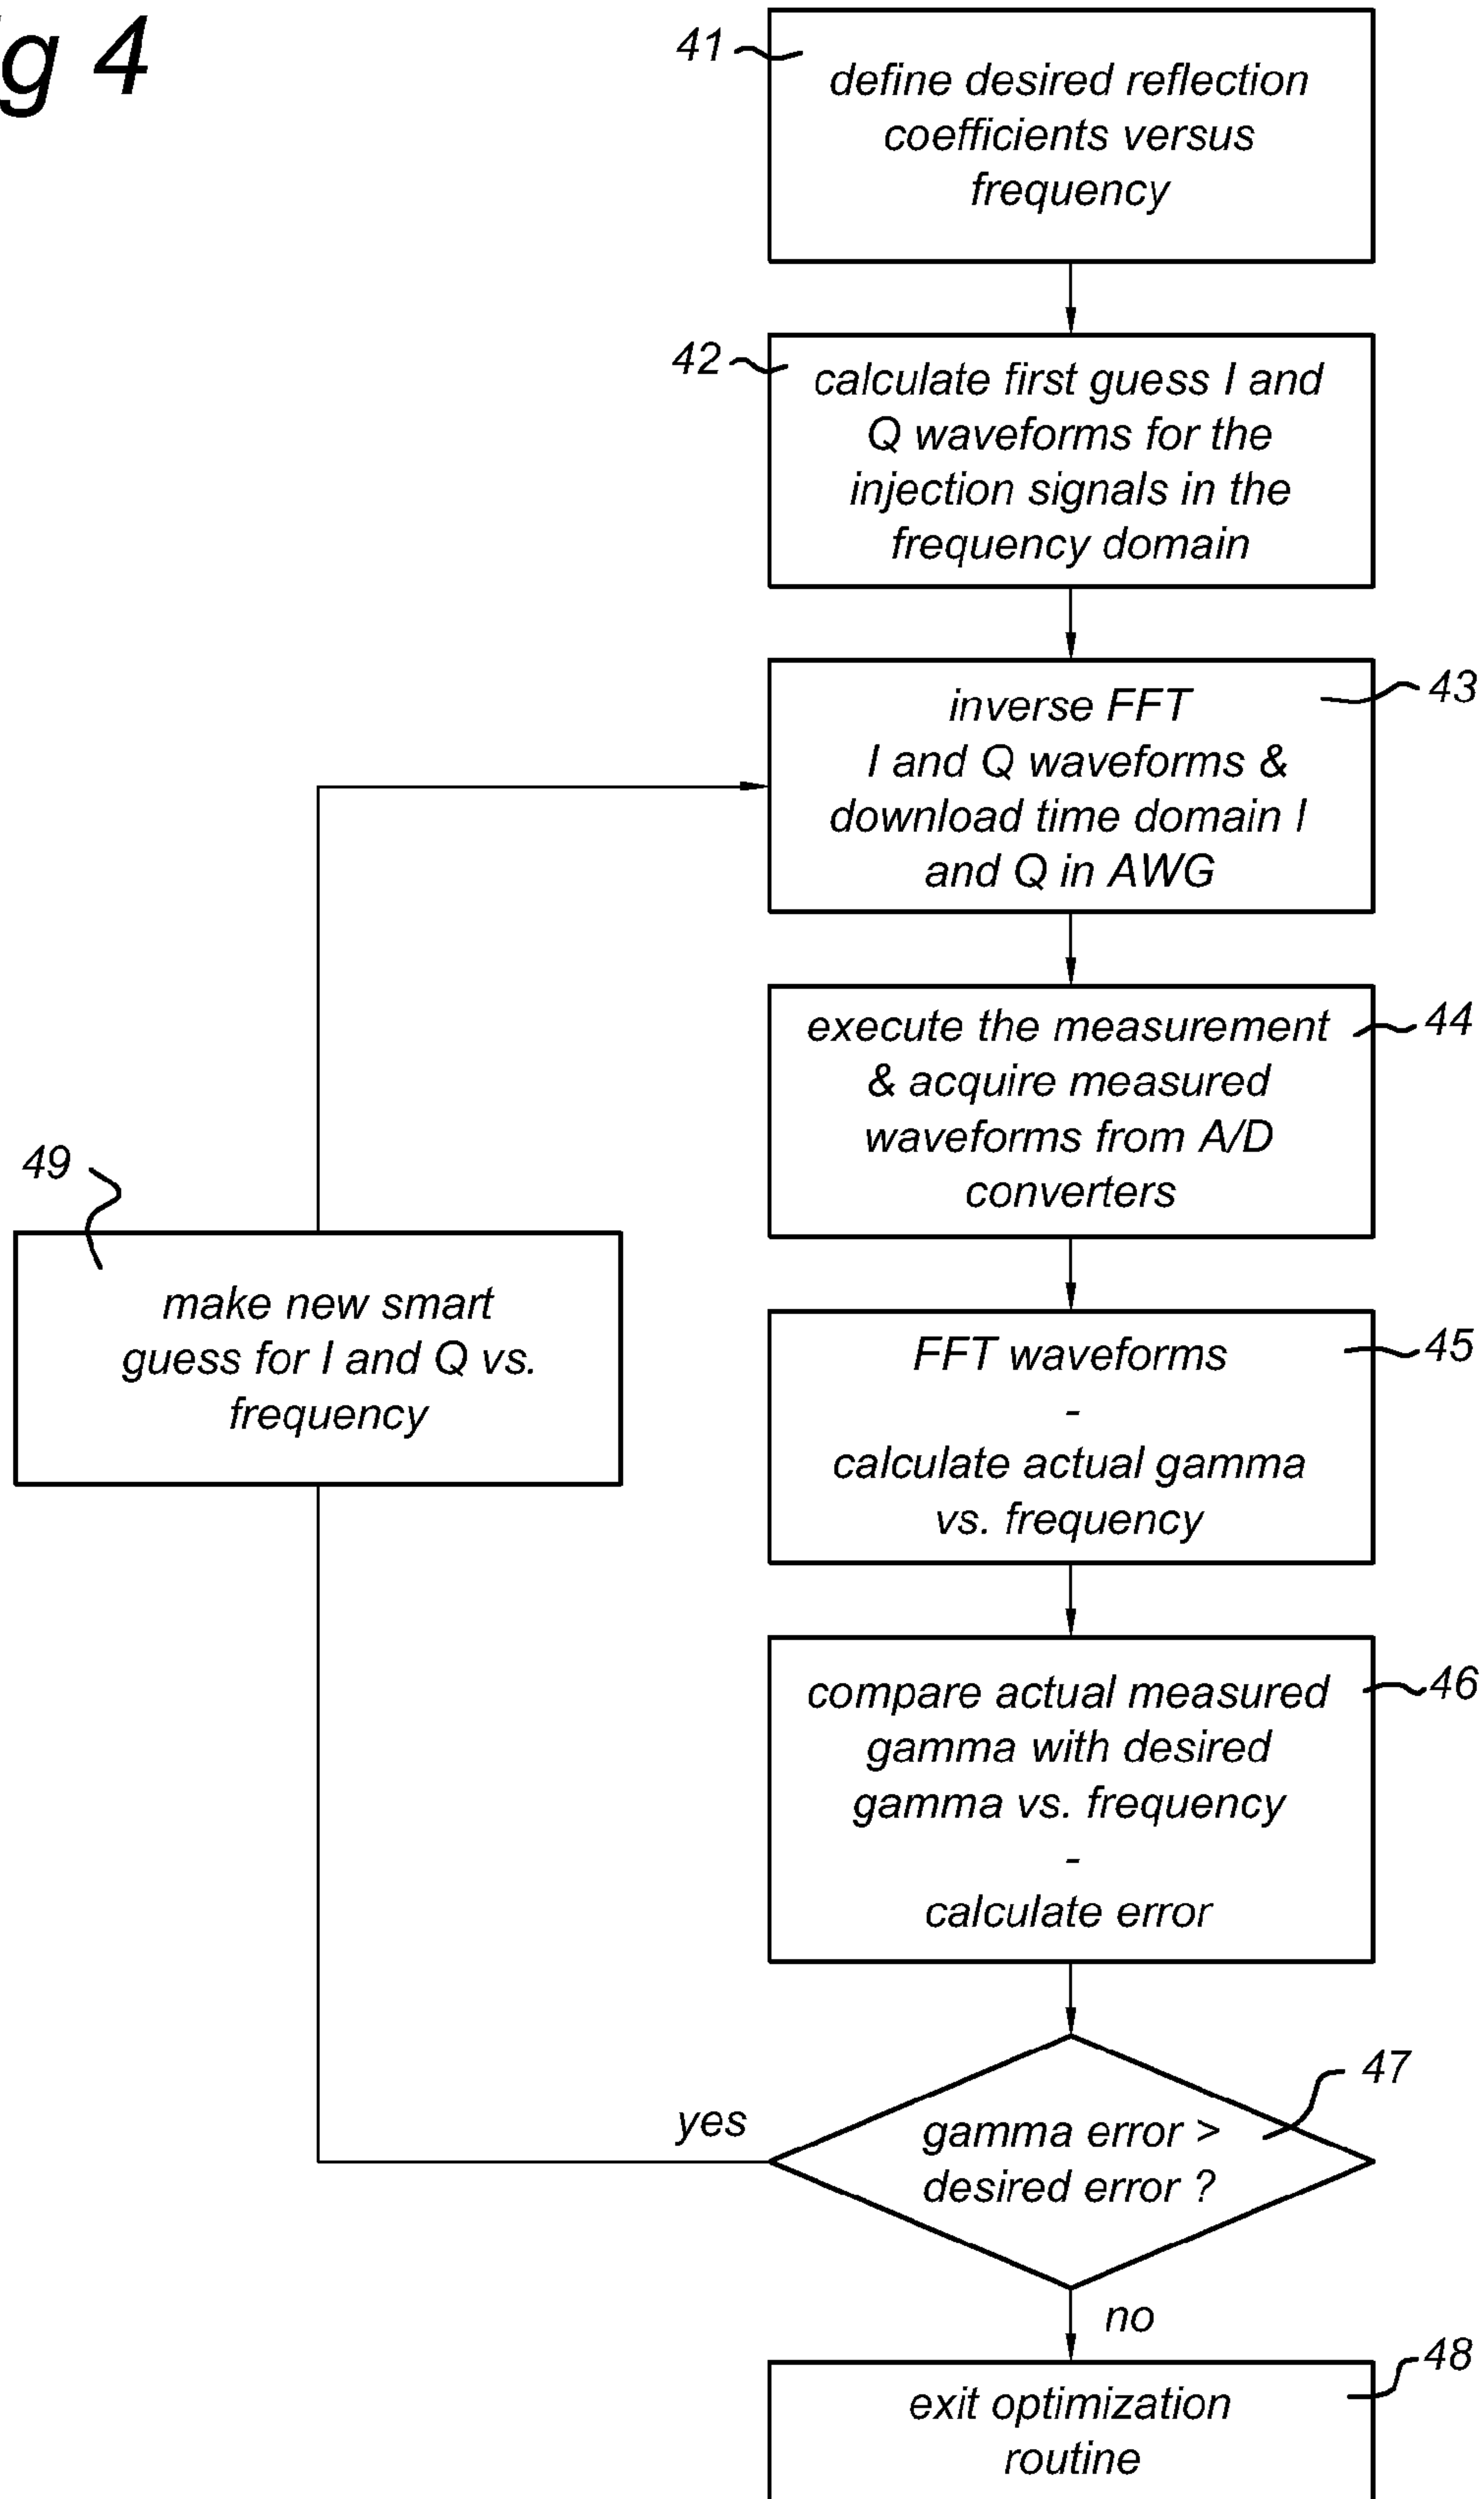 g 4
41
define desired reflection
coefficients versus
frequency
42
calculate first guess I and
Q waveforms for the
injection signals in the
frequency domain
43
inverse FFT
I and Q waveforms &
download time domain I
and Q in AWG
44
execute the measurement
& acquire measured
waveforms from A/D
converters
49
make new smart
guess for I and Q vs.
frequency
45
FFT waveforms
-
calculate actual gamma
vs. frequency
46
compare actual measured
gamma with desired
gamma vs. frequency
-
calculate error
47
yes
gamma error >
desired error ?
no
48
exit optimization
routine